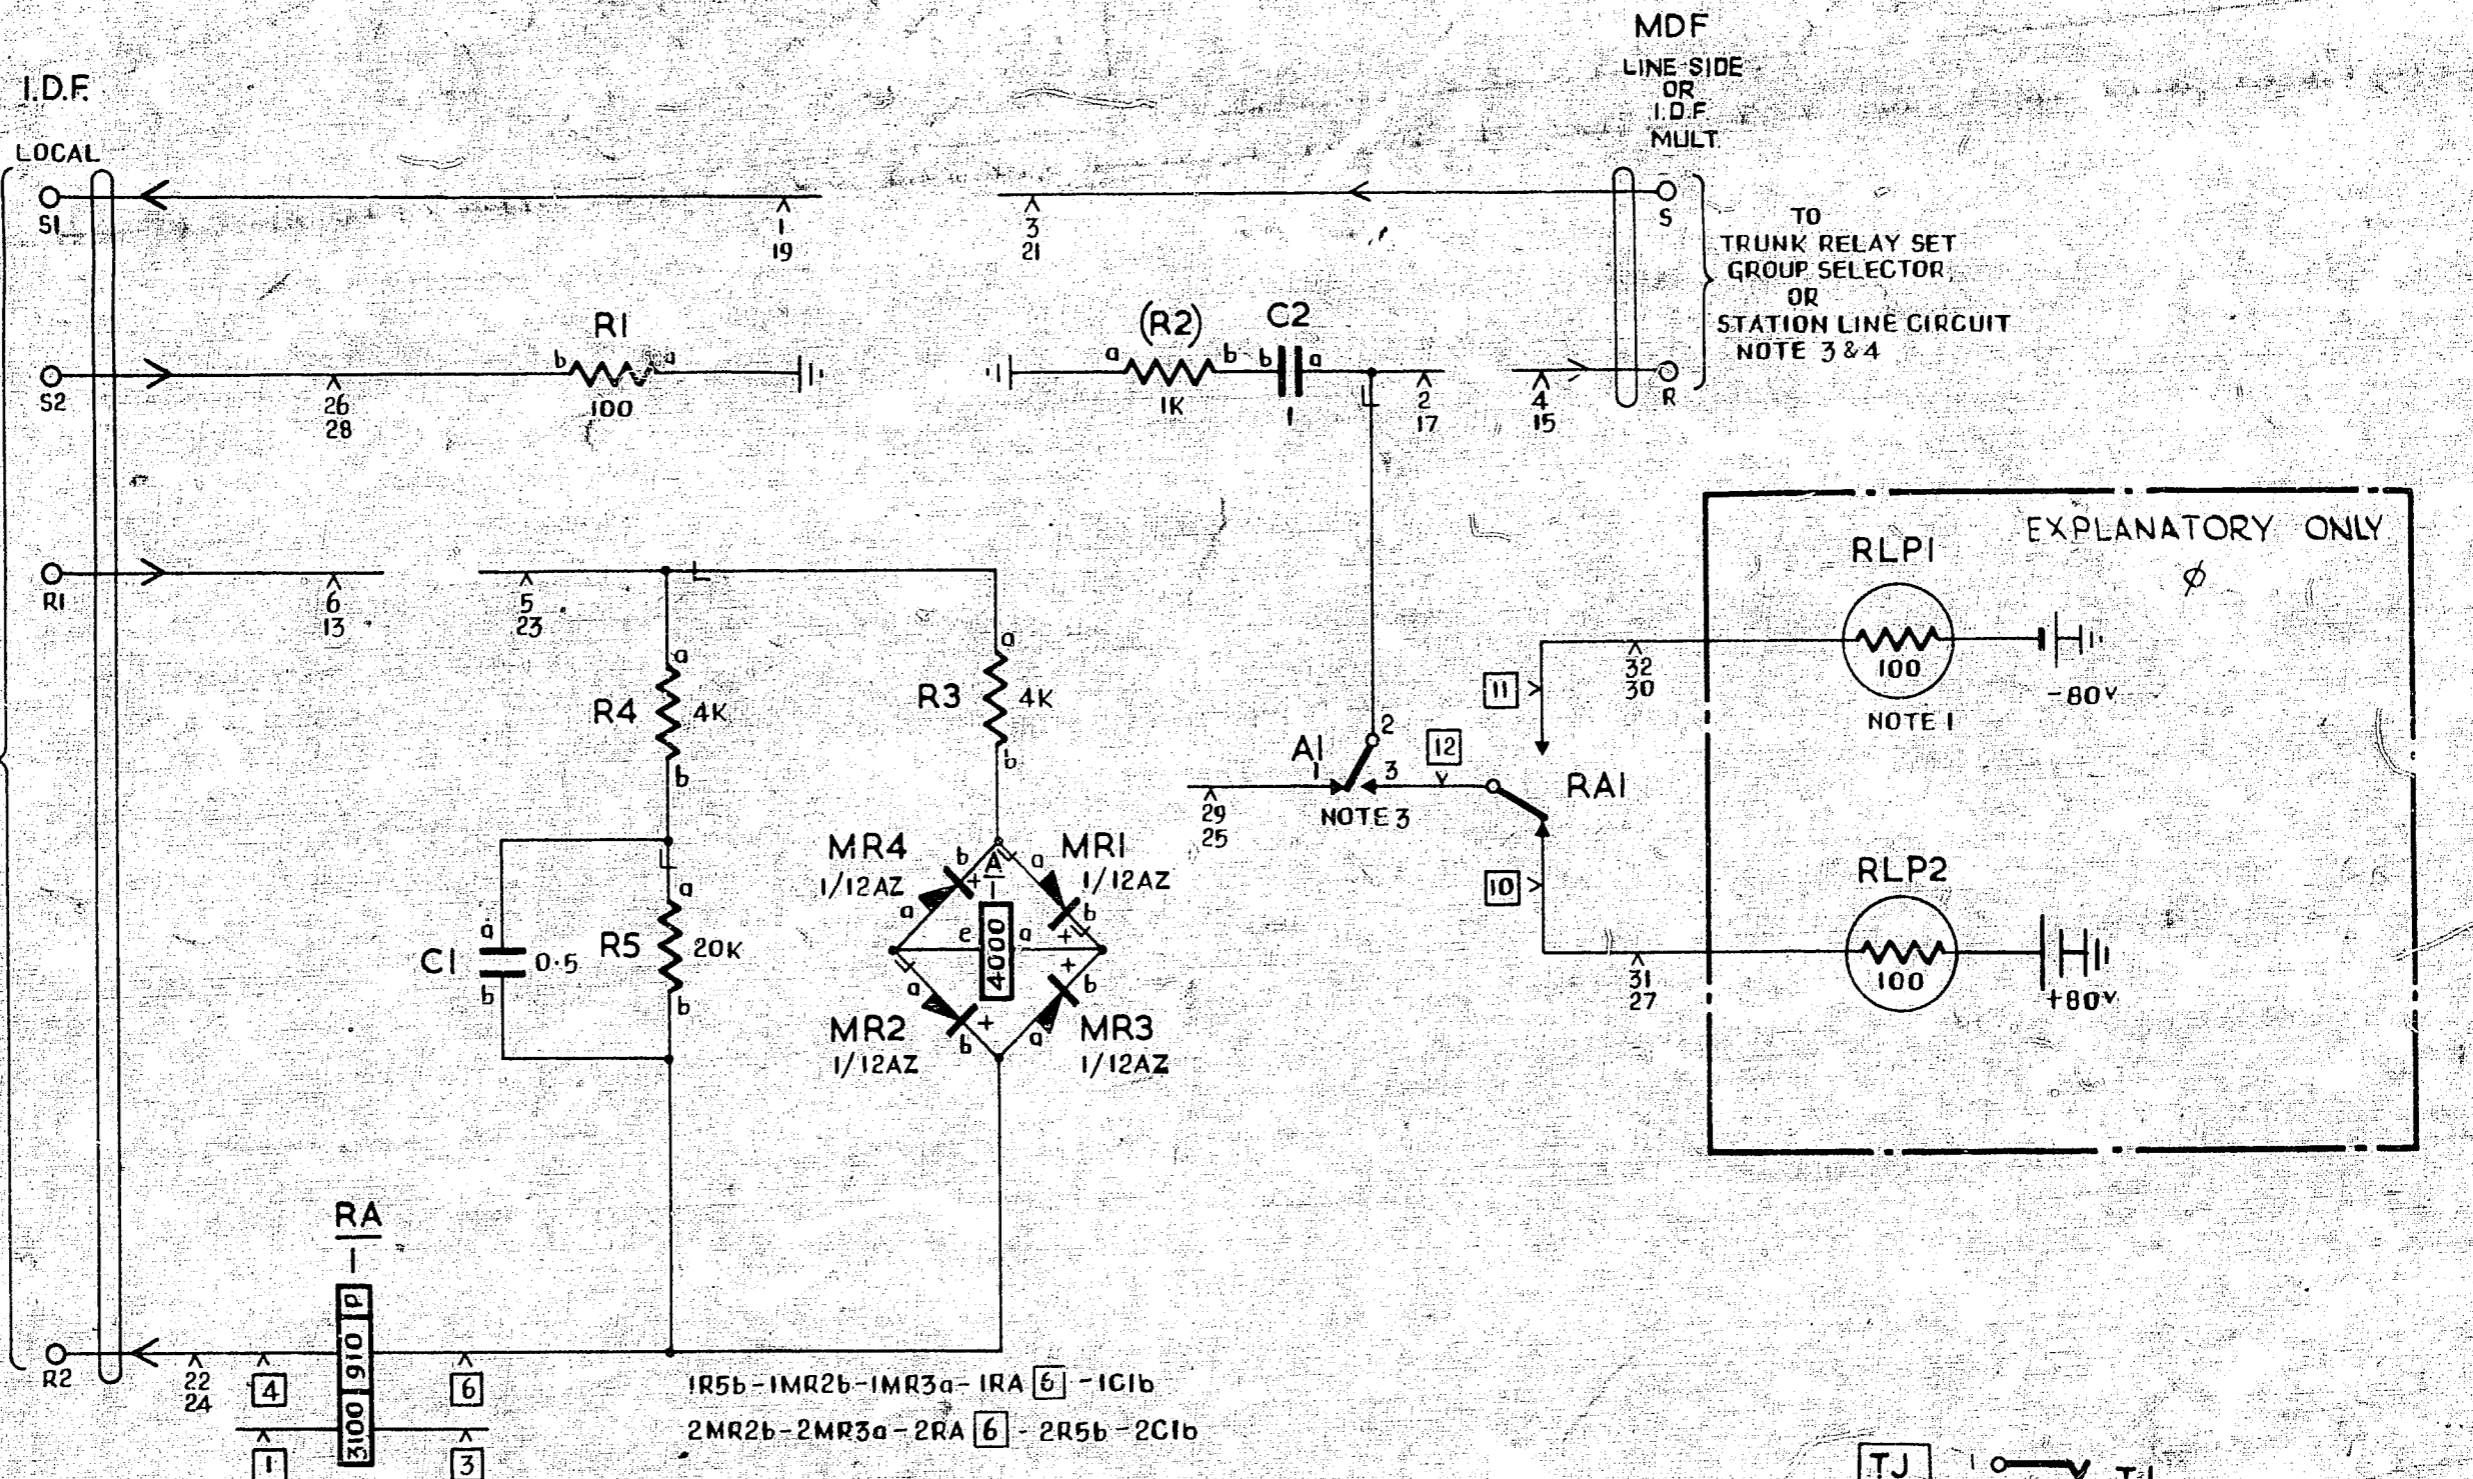 I.D.F.
LOCAL
S1
1
19
3
21
MDF
LINE SIDE
OR
I.D.F.
MULT.
S
TO
TRUNK RELAY SET
GROUP SELECTOR
OR
STATION LINE CIRCUIT
NOTE 3 & 4
S2
26
28
R1
b
a
100
(R2)
a
b
1K
C2
b
a
1
2
17
4
15
R
R1
6
13
5
23
R4
a
4K
b
R3
a
4K
b
C1
a
0.5
b
R5
a
20K
b
MR4
1/12AZ
b
+
a
A
1
MR1
1/12AZ
a
b
+
e
4000
a
MR2
1/12AZ
a
+
b
MR3
1/12AZ
+
b
a
A1
1
2
3
NOTE 3
29
25
12
RA1
11
10
32
30
31
27
EXPLANATORY ONLY
Ø
RLP1
100
NOTE 1
-80V
RLP2
100
+80V
RA
1
P
910
3100
R2
22
24
4
6
1
3
1R5b-1MR2b-1MR3a-1RA 6 -1C1b
2MR2b-2MR3a-2RA 6 - 2R5b-2C1b
TJ
1